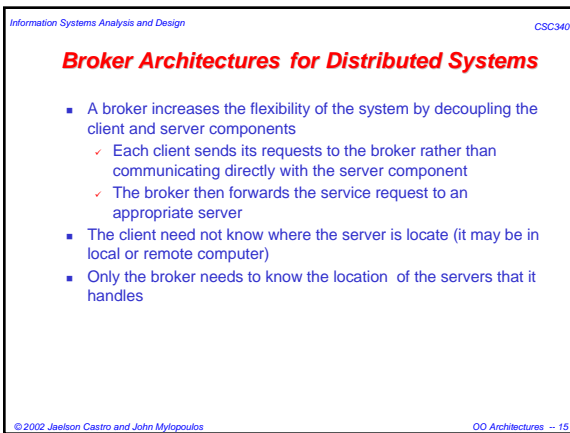 Information Systems Analysis and Design
CSC340
Broker Architectures for Distributed Systems
■ A broker increases the flexibility of the system by decoupling the
client and server components
✓ Each client sends its requests to the broker rather than
communicating directly with the server component
✓ The broker then forwards the service request to an
appropriate server
■ The client need not know where the server is locate (it may be in
local or remote computer)
■ Only the broker needs to know the location of the servers that it
handles
© 2002 Jaelson Castro and John Mylopoulos
OO Architectures -- 15